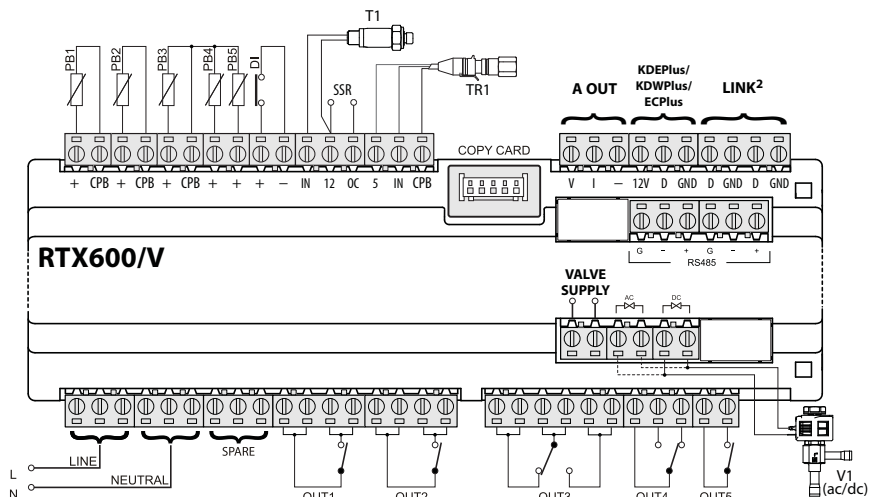 T1
PB1
PB2
PB3
PB4
PB5
DI
SSR
TR1
A OUT
KDEPlus/
KDWPlus/
ECPlus
LINK²
COPY CARD
+ CPB + CPB + CPB + + + − IN 12 OC 5 IN CPB
V I − 12V D GND D GND D GND
G − + G − +
RS485
RTX600/V
VALVE
SUPPLY
AC
DC
LINE
NEUTRAL
SPARE
L
N
OUT1
OUT2
OUT3
OUT4
OUT5
V1
(ac/dc)